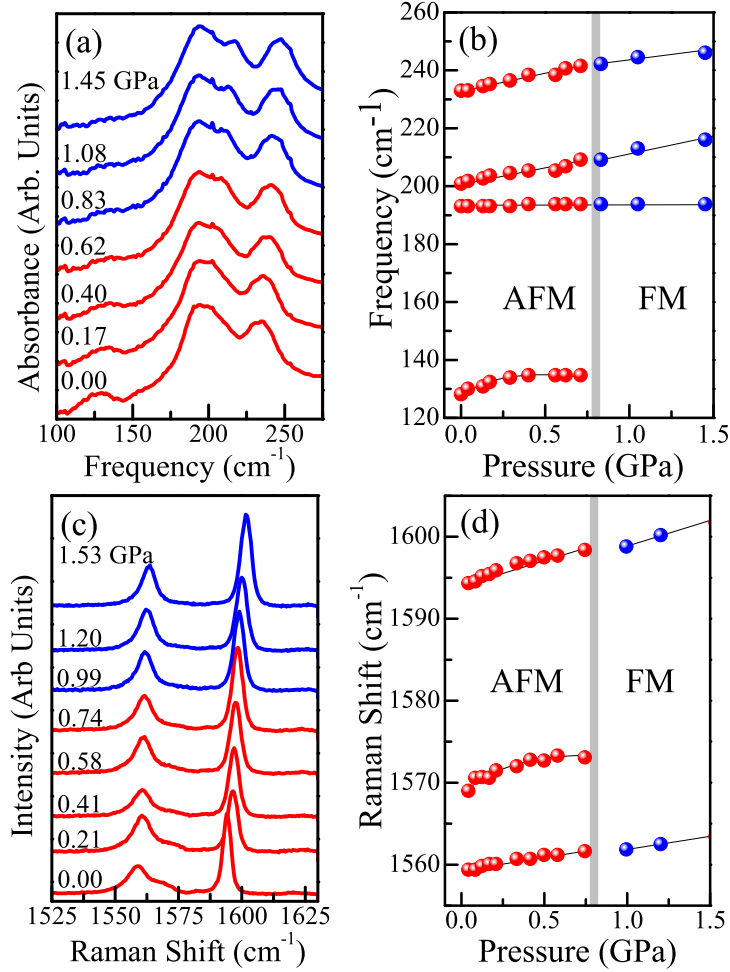 (a)
1.45 GPa
1.08
0.83
0.62
0.40
0.17
0.00
100 150 200 250
Frequency (cm-1)
Absorbance (Arb. Units)
(b)
260
240
220
200
180
160
140
120
AFM FM
0.0 0.5 1.0 1.5
Pressure (GPa)
Frequency (cm-1)
(c)
1.53 GPa
1.20
0.99
0.74
0.58
0.41
0.21
0.00
1525 1550 1575 1600 1625
Raman Shift (cm-1)
Intensity (Arb Units)
(d)
1600
1590
1580
1570
1560
AFM FM
0.0 0.5 1.0 1.5
Pressure (GPa)
Raman Shift (cm-1)